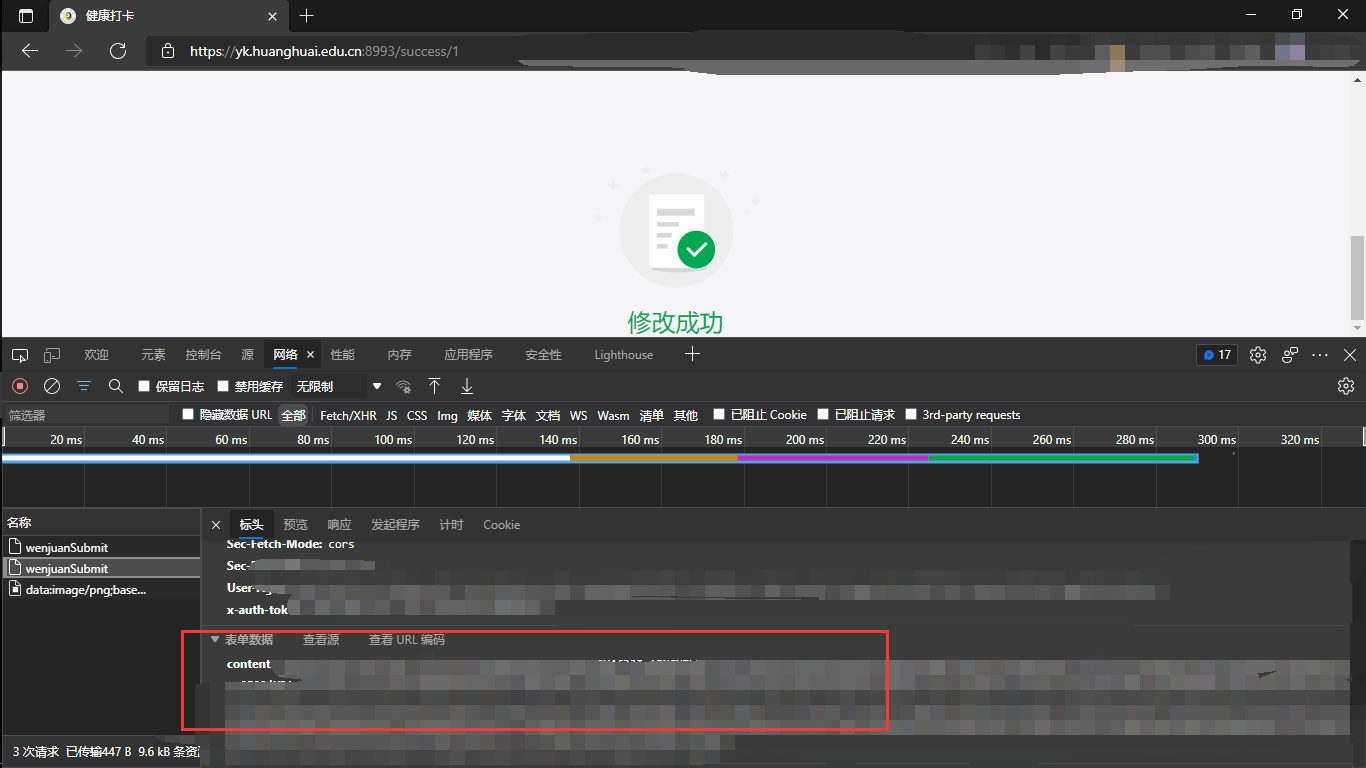 健康打卡
https://yk.huanghuai.edu.cn:8993/success/1
修改成功
欢迎 元素 控制台 源 网络 性能 内存 应用程序 安全性 Lighthouse 17
保留日志 禁用缓存 无限制
筛选器 隐藏数据 URL 全部 Fetch/XHR JS CSS Img 媒体 字体 文档 WS Wasm 清单 其他 已阻止 Cookie 已阻止请求 3rd-party requests
20 ms 40 ms 60 ms 80 ms 100 ms 120 ms 140 ms 160 ms 180 ms 200 ms 220 ms 240 ms 260 ms 280 ms 300 ms 320 ms
名称 标头 预览 响应 发起程序 计时 Cookie
wenjuanSubmit
wenjuanSubmit
data:image/png;base...
Sec-Fetch-Mode: cors
Sec-
User-
x-auth-tok
表单数据 查看源 查看 URL 编码
content
3 次请求 已传输447 B 9.6 kB 条资